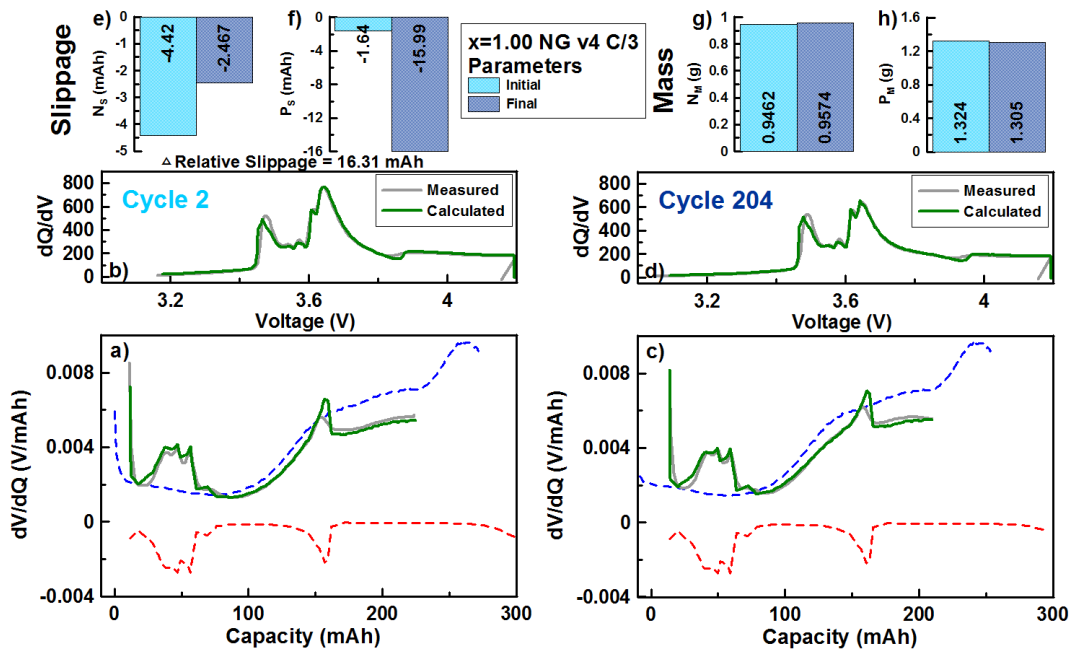 Slippage
e)
N_S (mAh)
0
-1
-2
-3
-4
-5
-4.42
-2.467
f)
P_S (mAh)
0
-4
-8
-12
-16
-1.64
-15.99
△ Relative Slippage = 16.31 mAh
x=1.00 NG v4 C/3
Parameters
Initial
Final
Mass
g)
N_M (g)
1
0.8
0.6
0.4
0.2
0
0.9462
0.9574
h)
P_M (g)
1.6
1.2
0.8
0.4
0.0
1.324
1.305
dQ/dV
800
600
400
200
0
Cycle 2
Measured
Calculated
b)
3.2
3.6
4
Voltage (V)
dQ/dV
800
600
400
200
0
Cycle 204
Measured
Calculated
d)
3.2
3.6
4
Voltage (V)
a)
dV/dQ (V/mAh)
0.008
0.004
0
-0.004
0
100
200
300
Capacity (mAh)
c)
dV/dQ (V/mAh)
0.008
0.004
0
-0.004
0
100
200
300
Capacity (mAh)